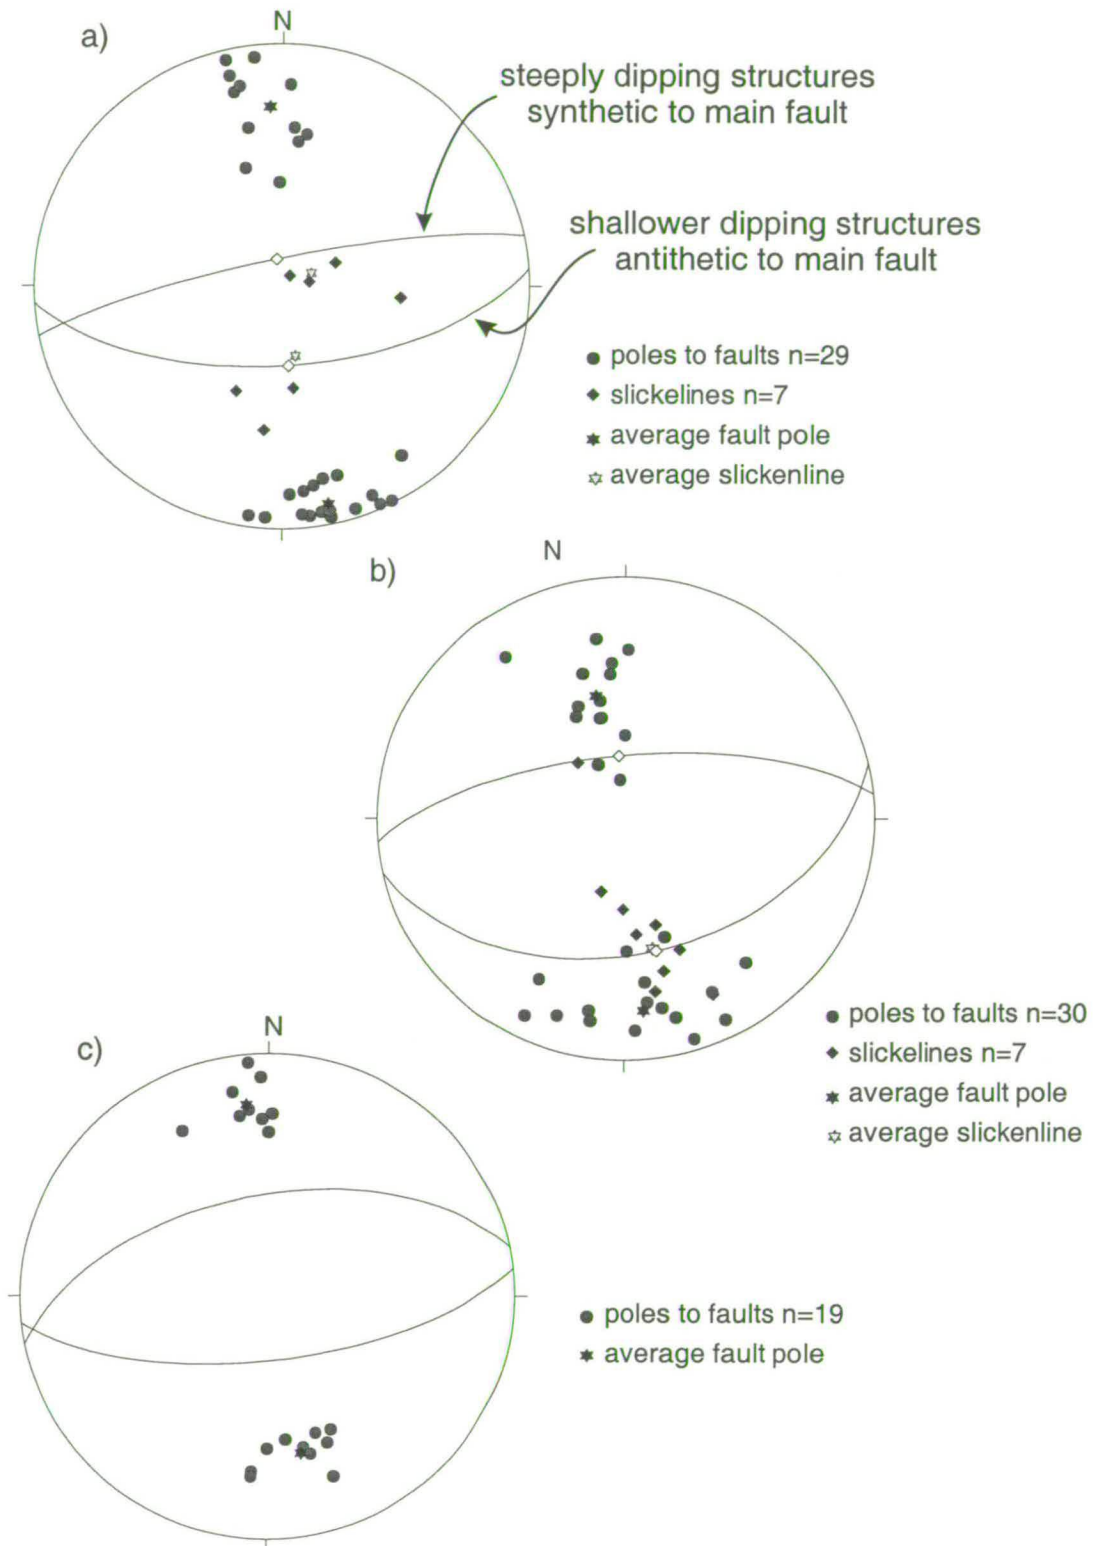 a)
N
steeply dipping structures
synthetic to main fault
shallower dipping structures
antithetic to main fault
poles to faults n=29
slickelines n=7
average fault pole
average slickenline
N
b)
poles to faults n=30
slickelines n=7
average fault pole
average slickenline
N
c)
poles to faults n=19
average fault pole